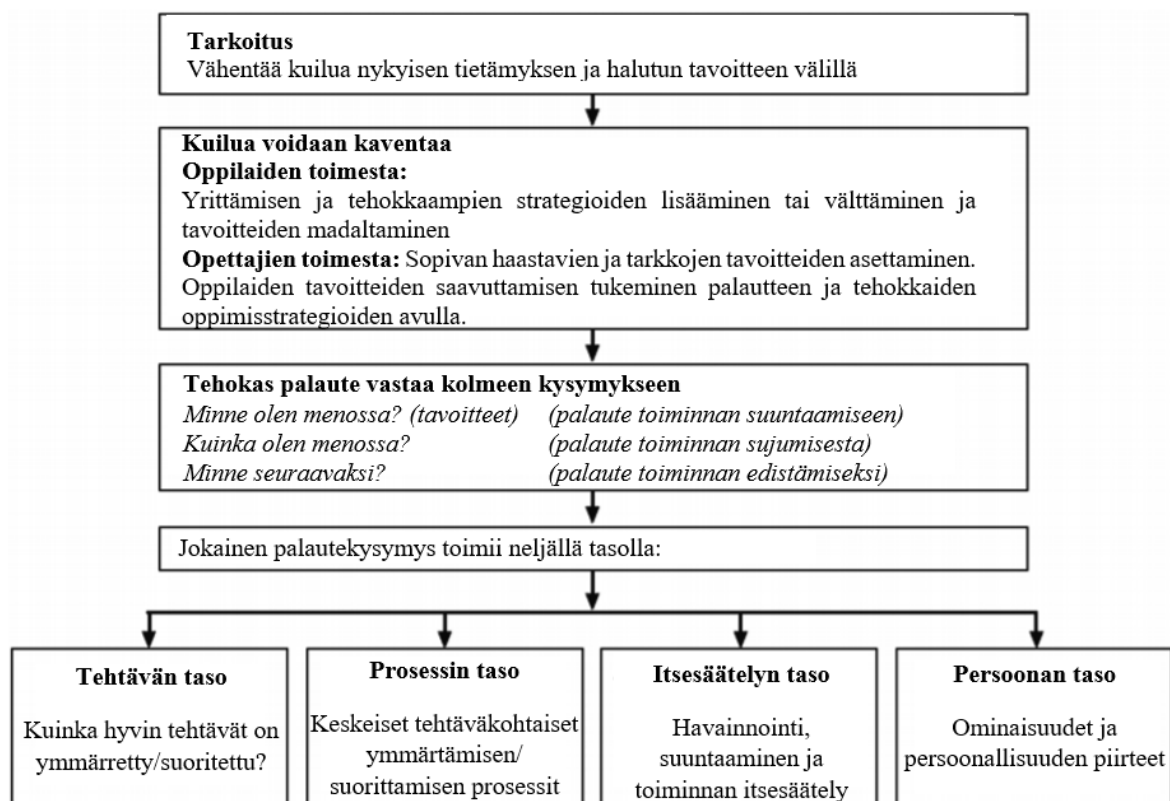 Tarkoitus
Vähentää kuilua nykyisen tietämyksen ja halutun tavoitteen välillä
Kuilua voidaan kaventaa
Oppilaiden toimesta:
Yrittämisen ja tehokkaampien strategioiden lisääminen tai välttäminen ja
tavoitteiden madaltaminen
Opettajien toimesta: Sopivan haastavien ja tarkkojen tavoitteiden asettaminen.
Oppilaiden tavoitteiden saavuttamisen tukeminen palautteen ja tehokkaiden
oppimisstrategioiden avulla.
Tehokas palaute vastaa kolmeen kysymykseen
Minne olen menossa? (tavoitteet) (palaute toiminnan suuntaamiseen)
Kuinka olen menossa? (palaute toiminnan sujumisesta)
Minne seuraavaksi? (palaute toiminnan edistämiseksi)
Jokainen palautekysymys toimii neljällä tasolla:
Tehtävän taso
Kuinka hyvin tehtävät on
ymmärretty/suoritettu?
Prosessin taso
Keskeiset tehtäväkohtaiset
ymmärtämisen/
suorittamisen prosessit
Itsesäätelyn taso
Havainnointi,
suuntaaminen ja
toiminnan itsesäätely
Persoonan taso
Ominaisuudet ja
persoonallisuuden piirteet